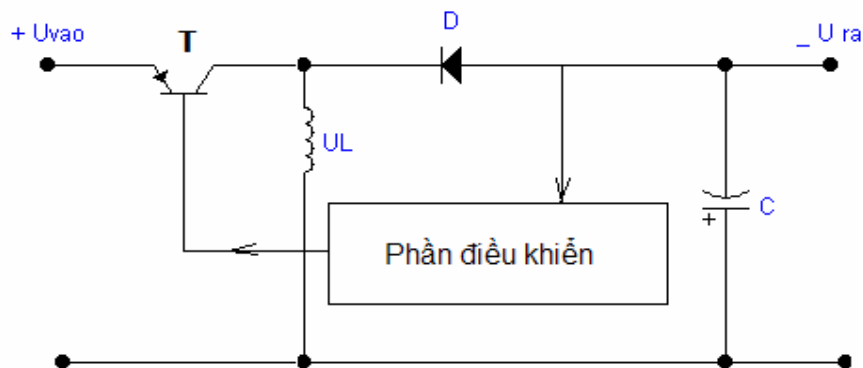 + Uvao
T
D
_ U ra
UL
C
+
Phần điều khiển